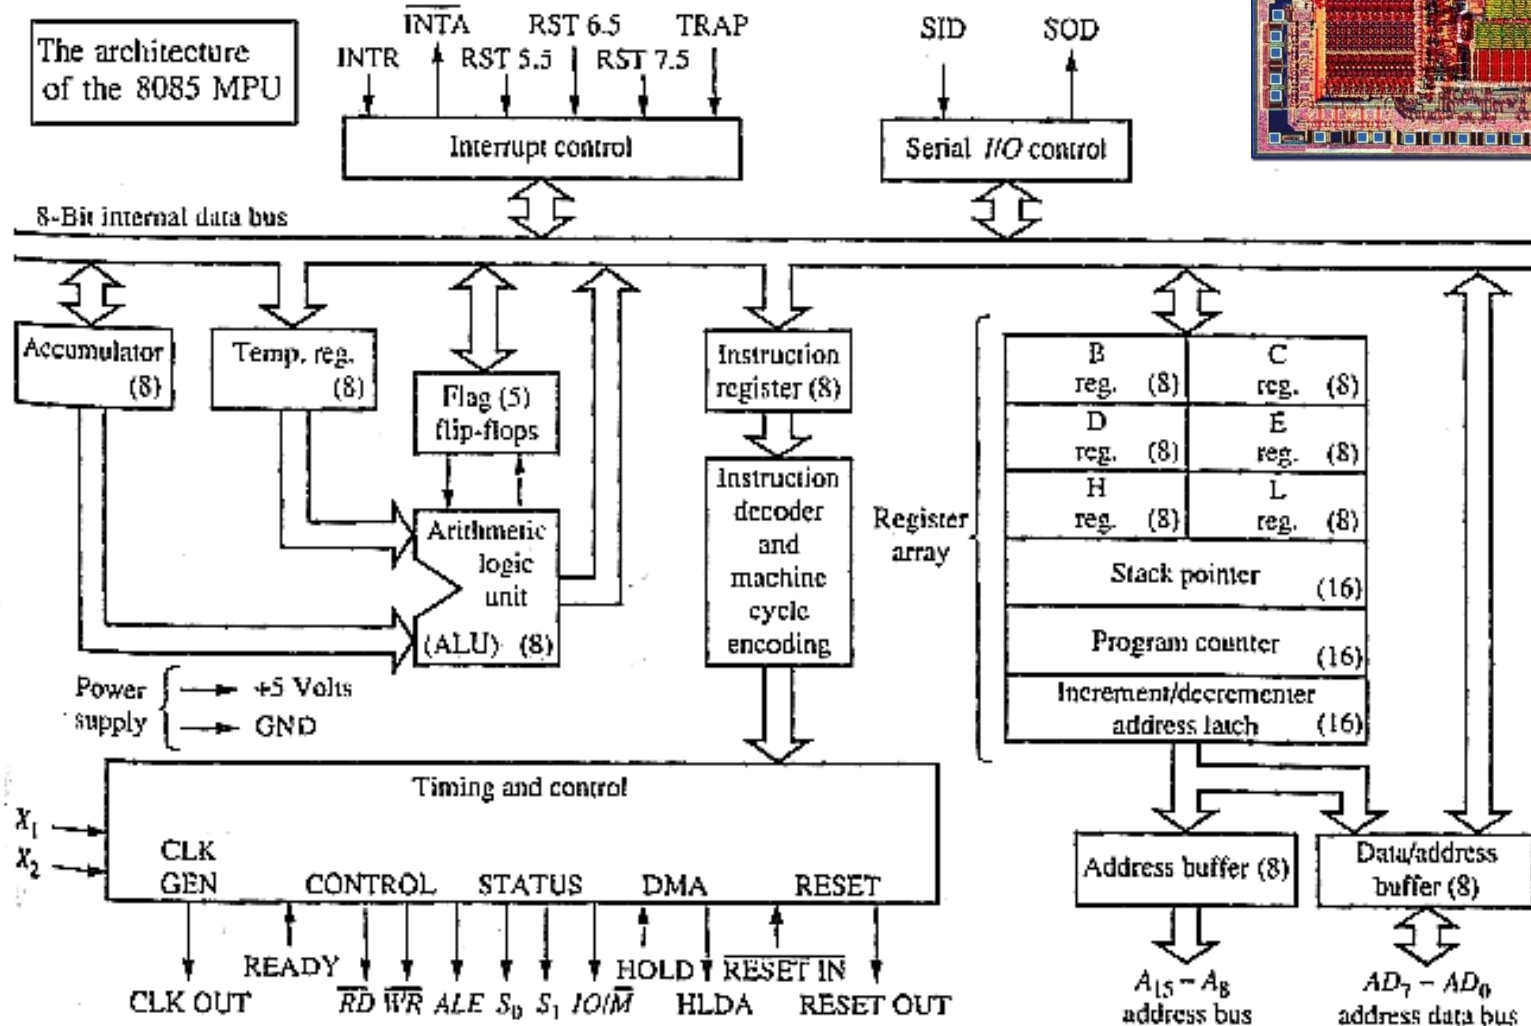 The architecture
of the 8085 MPU
INTR
INTA
RST 5.5
RST 6.5
RST 7.5
TRAP
SID
SOD
Interrupt control
Serial I/O control
8-Bit internal data bus
Accumulator
(8)
Temp. reg.
(8)
Flag (5)
flip-flops
Arithmetic
logic
unit
(ALU) (8)
Instruction
register (8)
Instruction
decoder
and
machine
cycle
encoding
Register
array
B
reg. (8)
C
reg. (8)
D
reg. (8)
E
reg. (8)
H
reg. (8)
L
reg. (8)
Stack pointer
(16)
Program counter
(16)
Increment/decrementer
address latch (16)
Power
supply
+5 Volts
GND
Timing and control
X1
X2
CLK
GEN
CONTROL
STATUS
DMA
RESET
CLK OUT
READY
RD
WR
ALE
S0
S1
IO/M
HOLD
HLDA
RESET IN
RESET OUT
Address buffer (8)
Data/address
buffer (8)
A15 – A8
address bus
AD7 – AD0
address data bus